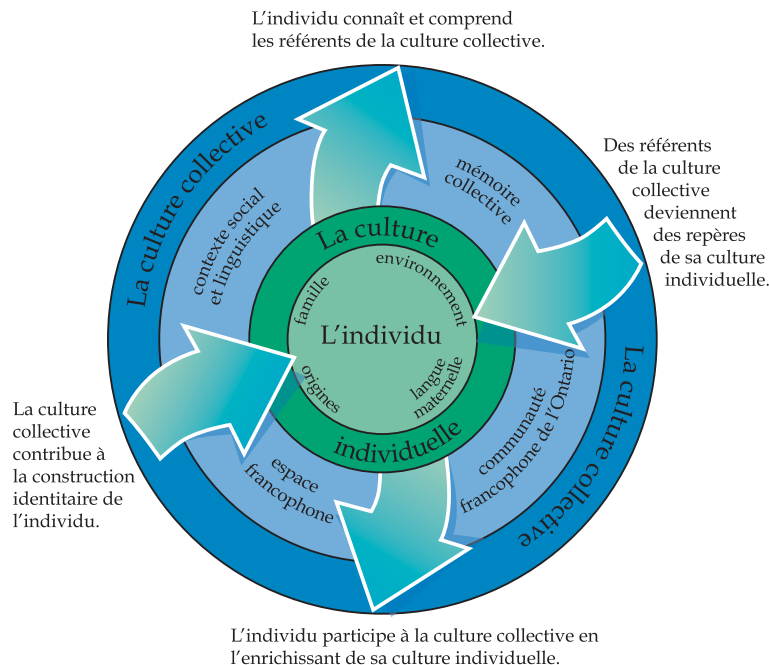 L’individu connaît et comprend
les référents de la culture collective.
La culture collective
mémoire
collective
contexte social
et linguistique
Des référents
de la culture
collective
deviennent
des repères
de sa culture
individuelle.
La culture
environnement
famille
L’individu
origines
langue
maternelle
individuelle
La culture
collective
contribue à
la construction
identitaire de
l’individu.
espace
francophone
communauté
francophone de l’Ontario
La culture collective
L’individu participe à la culture collective en
l’enrichissant de sa culture individuelle.